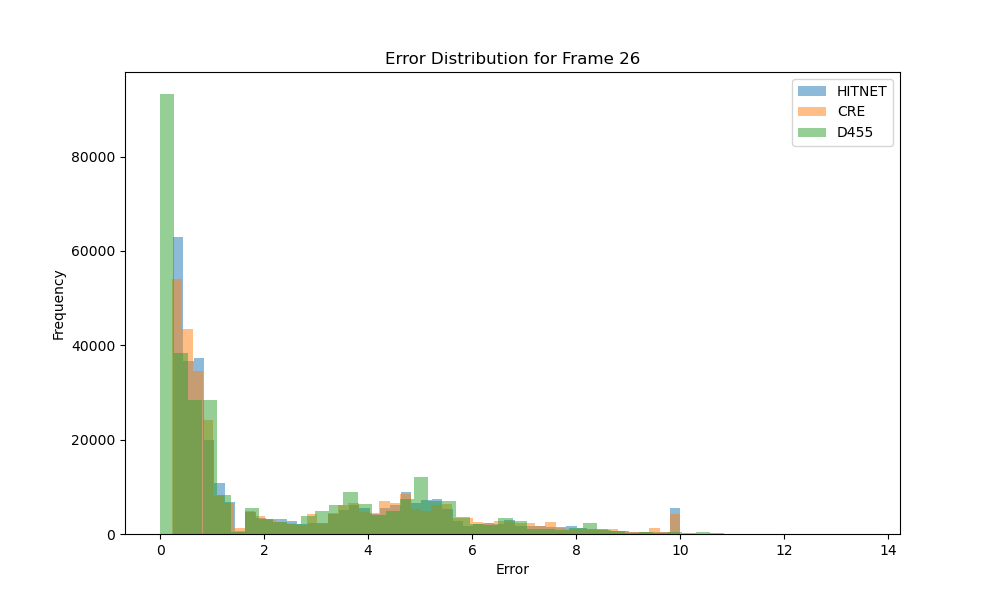 Error Distribution for Frame 26
HITNET
CRE
D455
80000
60000
40000
20000
0
Frequency
0 2 4 6 8 10 12 14
Error